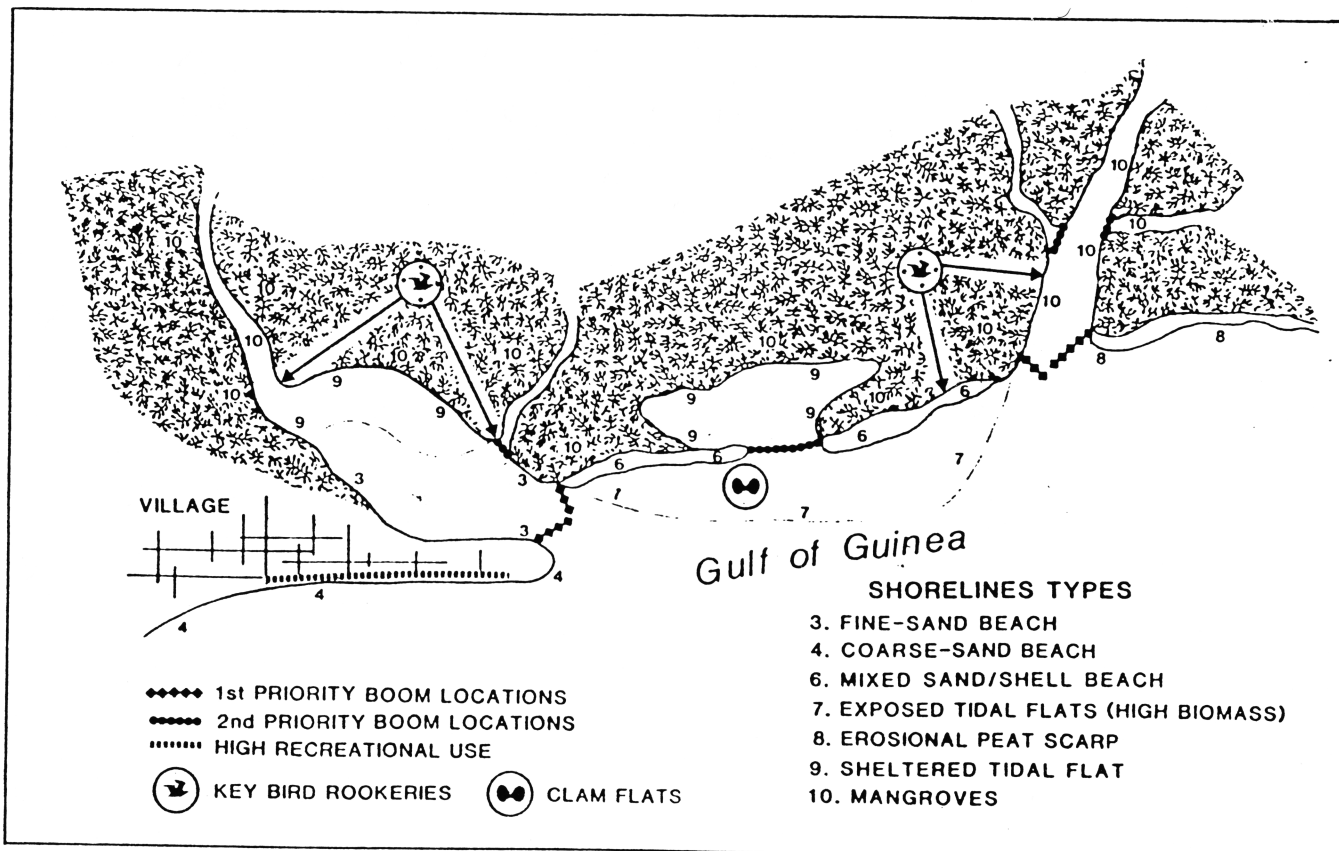 10
10
10
10
10
10
10
10
10
10
10
8
8
9
9
10
9
9
10
6
9
9
10
9
6
6
6
7
3
3
VILLAGE
7
3
Gulf of Guinea
4
4
4
SHORELINES TYPES
3. FINE-SAND BEACH
4. COARSE-SAND BEACH
6. MIXED SAND/SHELL BEACH
7. EXPOSED TIDAL FLATS (HIGH BIOMASS)
8. EROSIONAL PEAT SCARP
9. SHELTERED TIDAL FLAT
10. MANGROVES
1st PRIORITY BOOM LOCATIONS
2nd PRIORITY BOOM LOCATIONS
HIGH RECREATIONAL USE
KEY BIRD ROOKERIES
CLAM FLATS